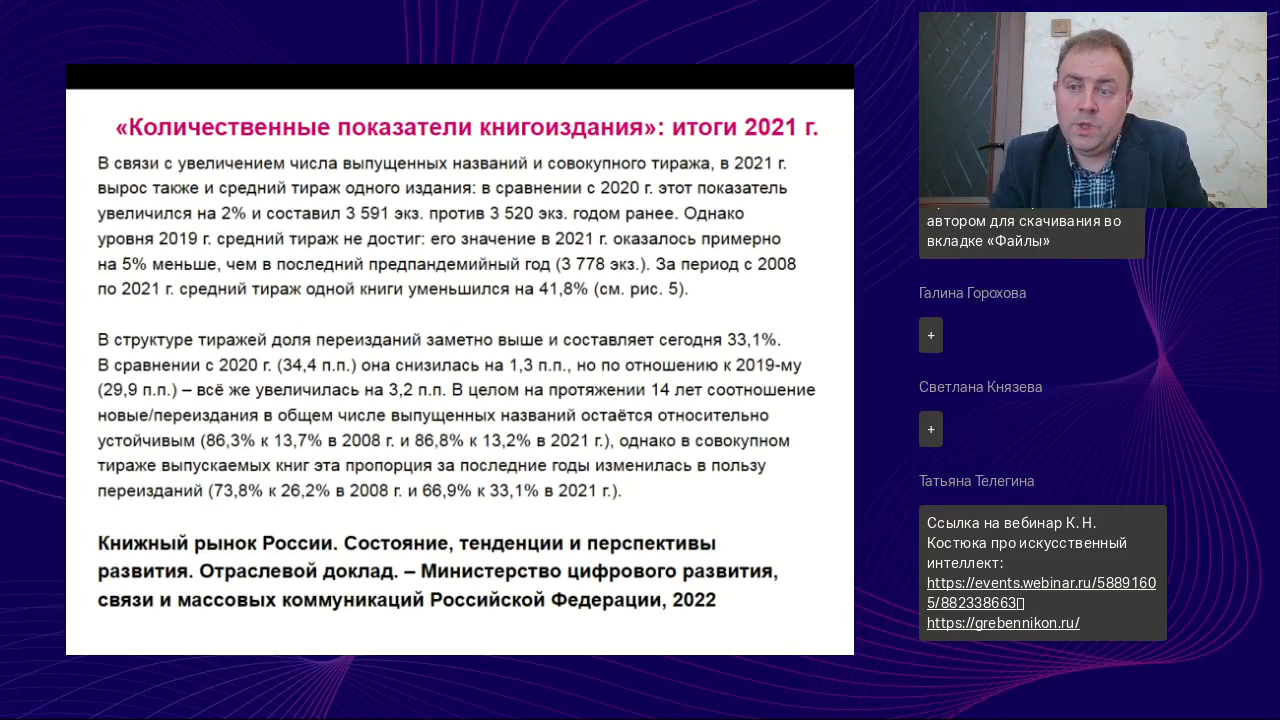 «Количественные показатели книгоиздания»: итоги 2021 г.
В связи с увеличением числа выпущенных названий и совокупного тиража, в 2021 г.
вырос также и средний тираж одного издания: в сравнении с 2020 г. этот показатель
увеличился на 2% и составил 3 591 экз. против 3 520 экз. годом ранее. Однако
уровня 2019 г. средний тираж не достиг: его значение в 2021 г. оказалось примерно
на 5% меньше, чем в последний предпандемийный год (3 778 экз.). За период с 2008
по 2021 г. средний тираж одной книги уменьшился на 41,8% (см. рис. 5).
В структуре тиражей доля переизданий заметно выше и составляет сегодня 33,1%.
В сравнении с 2020 г. (34,4 п.п.) она снизилась на 1,3 п.п., но по отношению к 2019-му
(29,9 п.п.) – всё же увеличилась на 3,2 п.п. В целом на протяжении 14 лет соотношение
новые/переиздания в общем числе выпущенных названий остаётся относительно
устойчивым (86,3% к 13,7% в 2008 г. и 86,8% к 13,2% в 2021 г.), однако в совокупном
тираже выпускаемых книг эта пропорция за последние годы изменилась в пользу
переизданий (73,8% к 26,2% в 2008 г. и 66,9% к 33,1% в 2021 г.).
Книжный рынок России. Состояние, тенденции и перспективы
развития. Отраслевой доклад. – Министерство цифрового развития,
связи и массовых коммуникаций Российской Федерации, 2022
автором для скачивания во
вкладке «Файлы»
Галина Горохова
+
Светлана Князева
+
Татьяна Телегина
Ссылка на вебинар К. Н.
Костюка про искусственный
интеллект:
https://events.webinar.ru/5889160
5/882338663
https://grebennikon.ru/